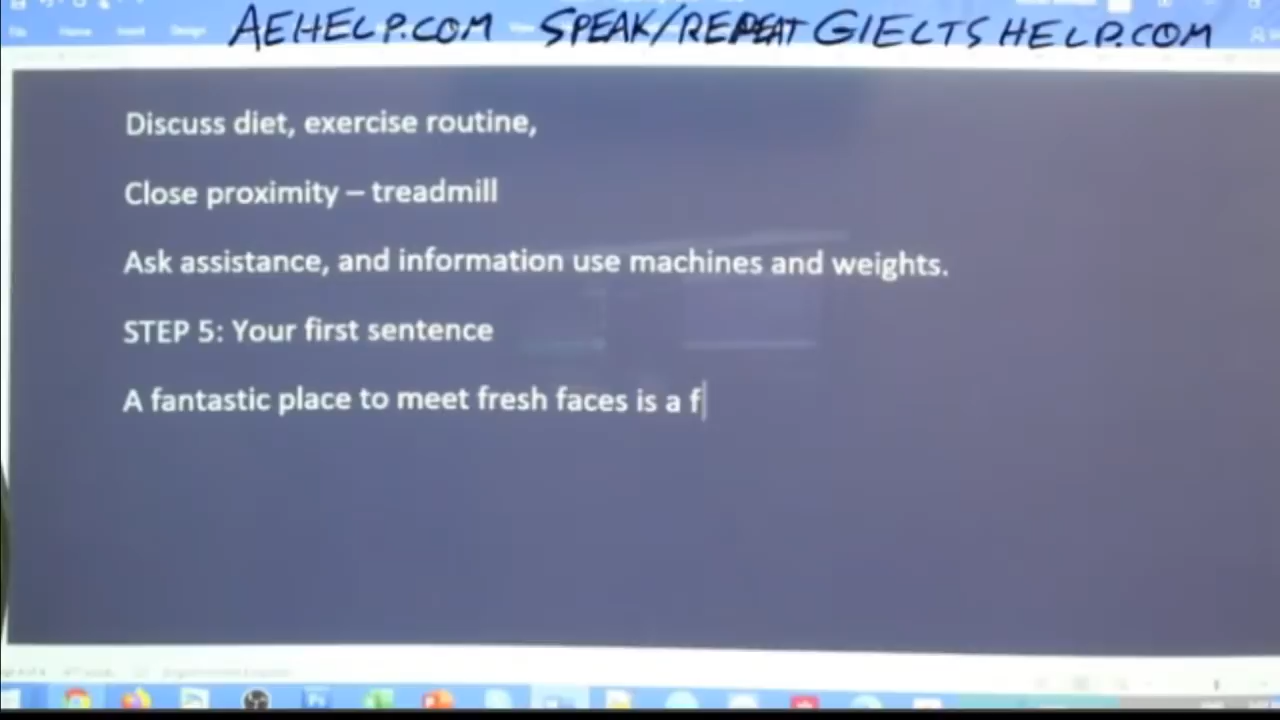 AEHELP.COM SPEAK/REPEAT GIELTSHELP.COM
Discuss diet, exercise routine,
Close proximity – treadmill
Ask assistance, and information use machines and weights.
STEP 5: Your first sentence
A fantastic place to meet fresh faces is a f